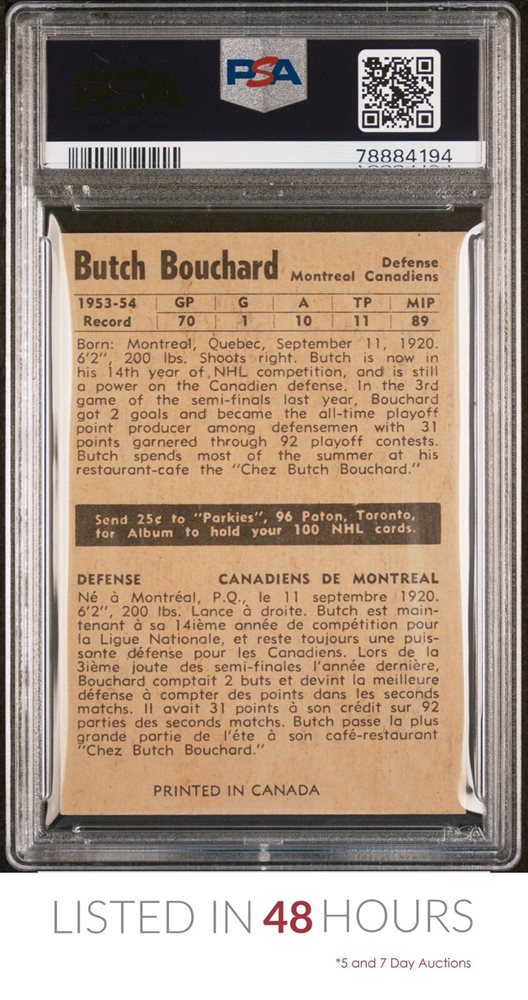 PSA
78884194
Butch Bouchard
Defense
Montreal Canadiens
1953-54 GP G A TP MIP
Record 70 1 10 11 89
Born: Montreal, Quebec, September 11, 1920.
6'2", 200 lbs. Shoots right. Butch is now in
his 14th year of NHL competition, and is still
a power on the Canadien defense. In the 3rd
game of the semi-finals last year, Bouchard
got 2 goals and became the all-time playoff
point producer among defensemen with 31
points garnered through 92 playoff contests.
Butch spends most of the summer at his
restaurant-cafe the "Chez Butch Bouchard."
Send 25¢ to "Parkies", 96 Paton, Toronto,
for Album to hold your 100 NHL cards.
DEFENSE CANADIENS DE MONTREAL
Né à Montréal, P.Q., le 11 septembre 1920.
6'2", 200 lbs. Lance à droite. Butch est main-
tenant à sa 14ième année de compétition pour
la Ligue Nationale, et reste toujours une puis-
sante défense pour les Canadiens. Lors de la
3ième joute des semi-finales l'année dernière,
Bouchard comptait 2 buts et devint la meilleure
défense à compter des points dans les seconds
matchs. Il avait 31 points à son crédit sur 92
parties des seconds matchs. Butch passe la plus
grande partie de l'éte à son café-restaurant
"Chez Butch Bouchard."
PRINTED IN CANADA
PSA
LISTED IN 48 HOURS
*5 and 7 Day Auctions